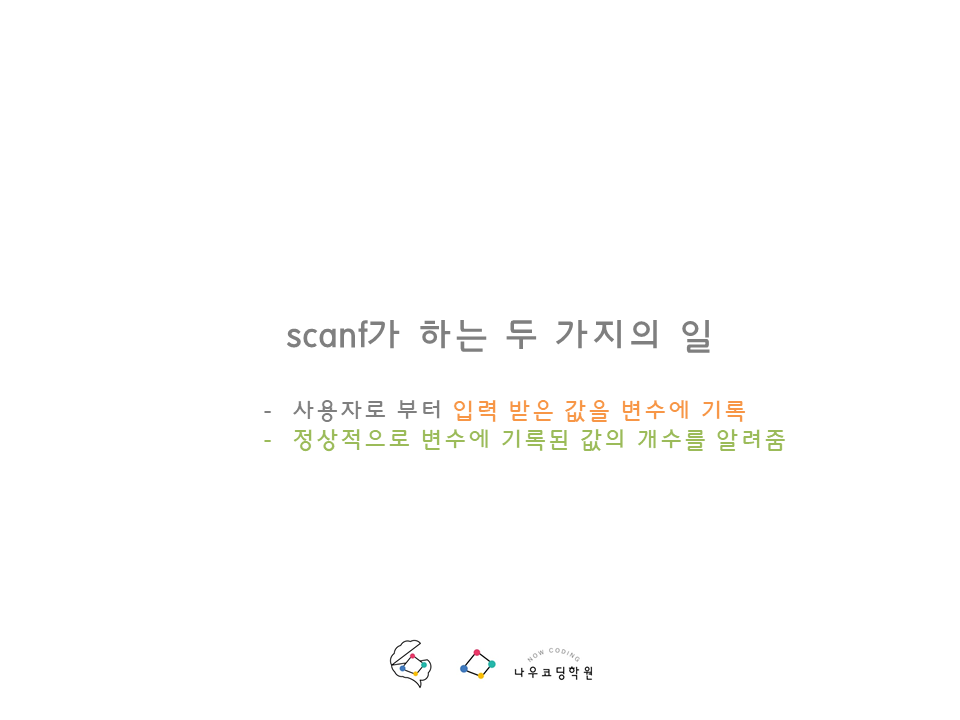 scanf가 하는 두 가지의 일
- 사용자로 부터 입력 받은 값을 변수에 기록
- 정상적으로 변수에 기록된 값의 개수를 알려줌
NOW CODING
나우코딩학원